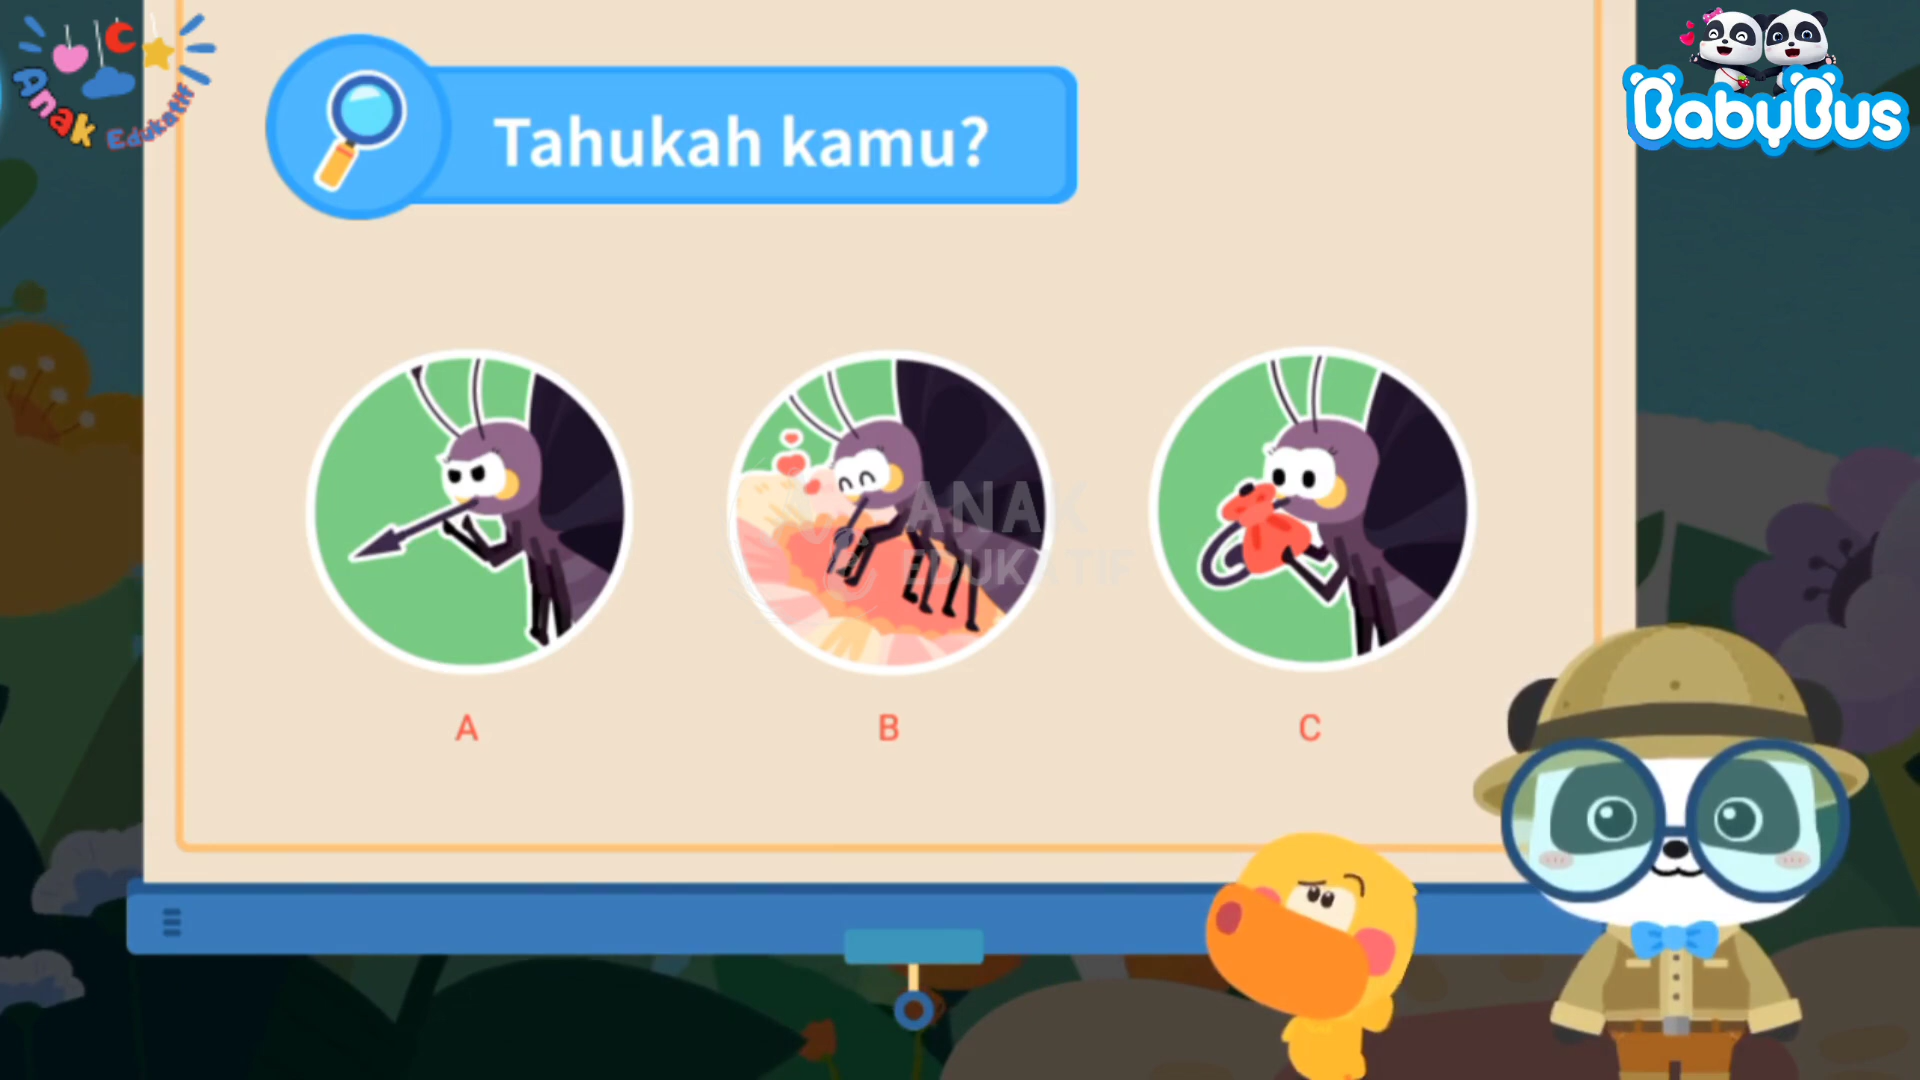 Anak
Edukatif
BabyBus
Tahukah kamu?
ANAK
EDUKATIF
A
B
C